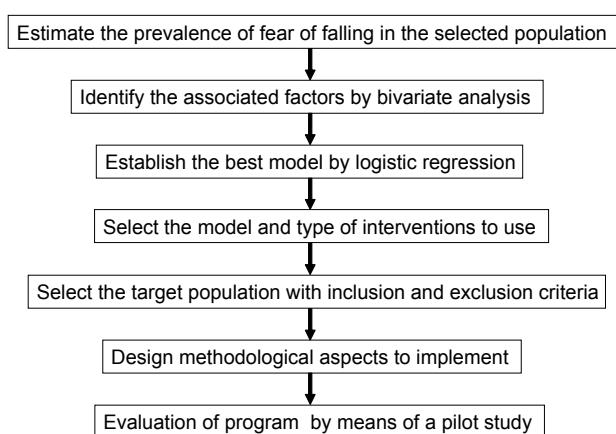 Estimate the prevalence of fear of falling in the selected population
Identify the associated factors by bivariate analysis
Establish the best model by logistic regression
Select the model and type of interventions to use
Select the target population with inclusion and exclusion criteria
Design methodological aspects to implement
Evaluation of program by means of a pilot study